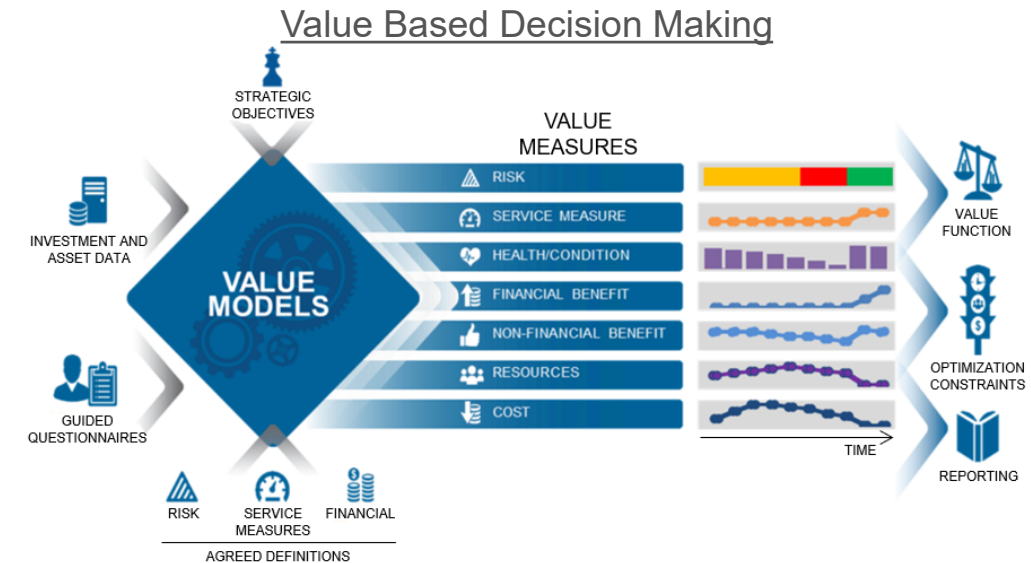 Value Based Decision Making
STRATEGIC
OBJECTIVES
INVESTMENT AND
ASSET DATA
GUIDED
QUESTIONNAIRES
VALUE
MODELS
RISK
SERVICE
MEASURES
FINANCIAL
AGREED DEFINITIONS
VALUE
MEASURES
RISK
SERVICE MEASURE
HEALTH/CONDITION
FINANCIAL BENEFIT
NON-FINANCIAL BENEFIT
RESOURCES
COST
TIME
VALUE
FUNCTION
OPTIMIZATION
CONSTRAINTS
REPORTING